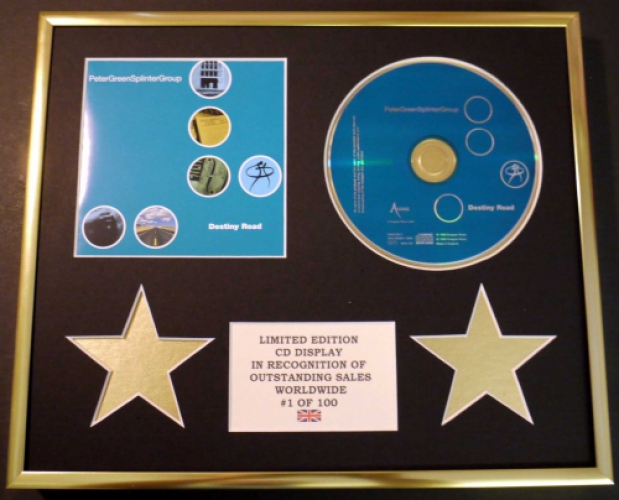 PeterGreenSplinterGroup
Destiny Road
PeterGreenSplinterGroup
Destiny Road
LIMITED EDITION
CD DISPLAY
IN RECOGNITION OF
OUTSTANDING SALES
WORLDWIDE
#1 OF 100